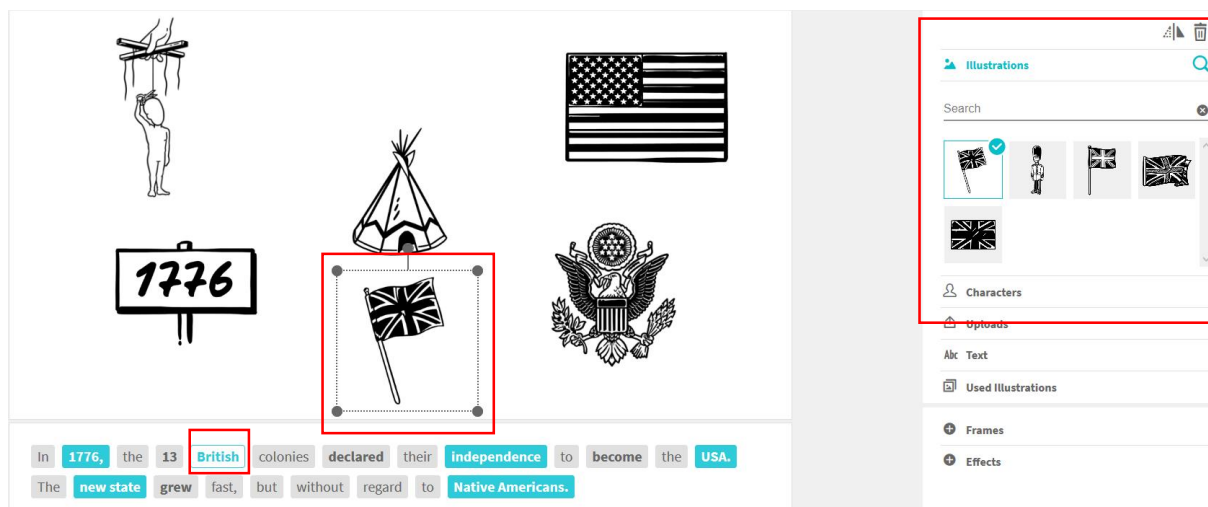 1776
In 1776, the 13 British colonies declared their independence to become the USA.
The new state grew fast, but without regard to Native Americans.
Illustrations
Search
Characters
Uploads
Abc Text
Used Illustrations
Frames
Effects